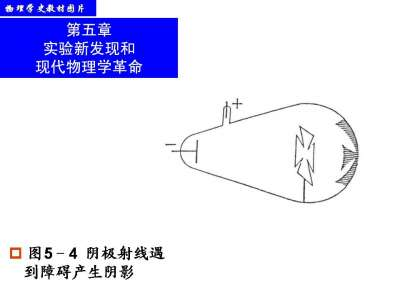 物理学史教材图片
第五章
实验新发现和
现代物理学革命
+
−
图5－4 阴极射线遇
到障碍产生阴影